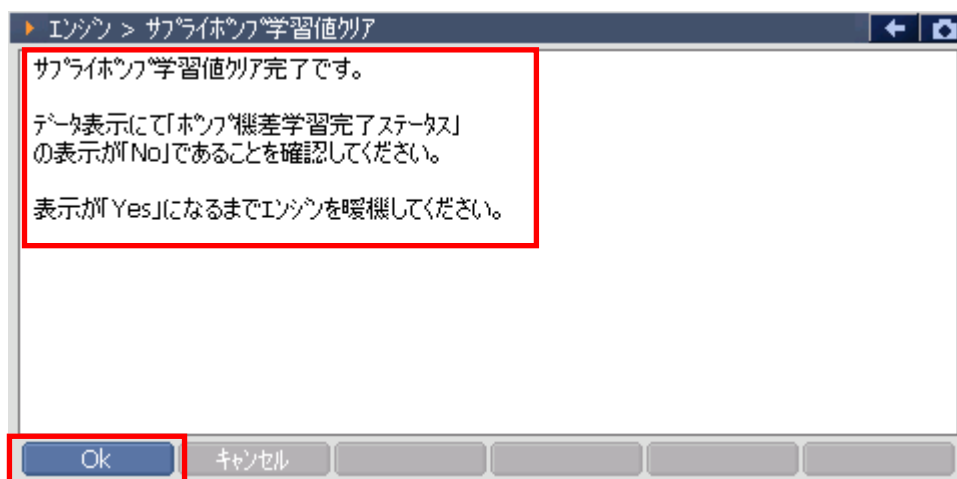 エンジン > サプライポンプ学習値クリア
サプライポンプ学習値クリア完了です。
データ表示にて「ポンプ機差学習完了ステータス」
の表示が「No」であることを確認してください。
表示が「Yes」になるまでエンジンを暖機してください。
Ok
キャンセル